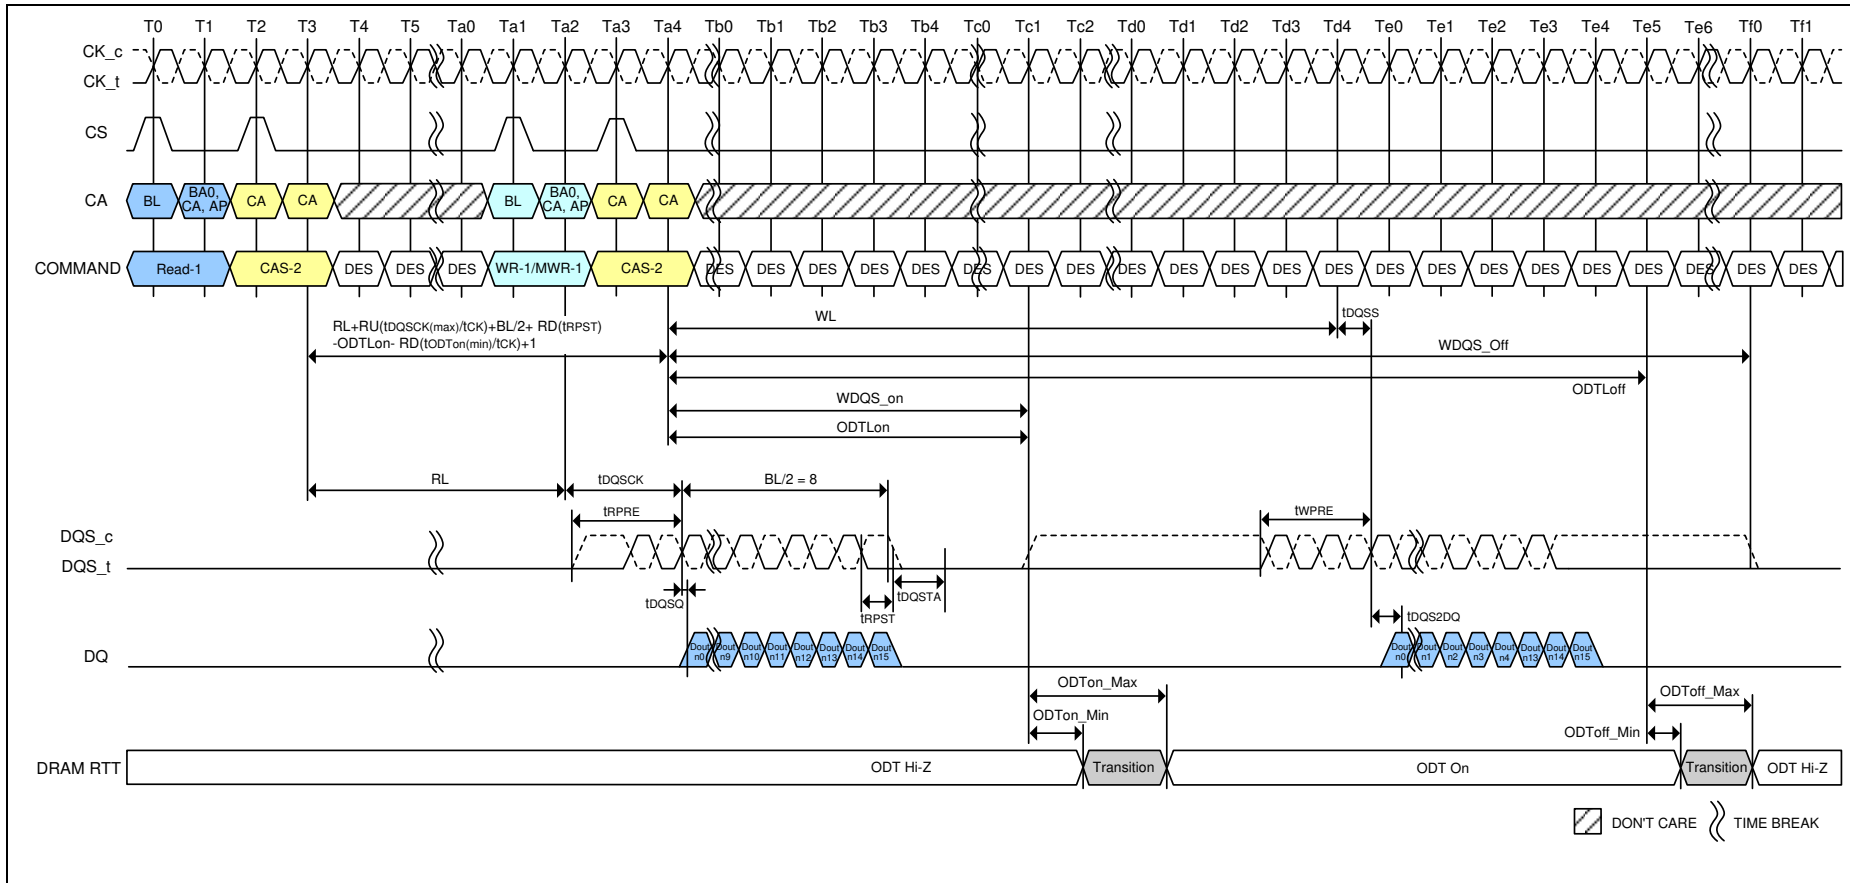 T0 T1 T2 T3 T4 T5 Ta0 Ta1 Ta2 Ta3 Ta4 Tb0 Tb1 Tb2 Tb3 Tb4 Tc0 Tc1 Tc2 Td0 Td1 Td2 Td3 Td4 Te0 Te1 Te2 Te3 Te4 Te5 Te6 Tf0 Tf1
CK_c
CK_t
CS
CA BL BA0, CA, AP CA CA BL BA0, CA, AP CA CA
COMMAND Read-1 CAS-2 DES DES DES WR-1/MWR-1 CAS-2 DES DES DES DES DES DES DES DES DES DES DES DES DES DES DES DES DES DES DES DES DES DES
WL tDQSS
RL+RU(tDQSCK(max)/tCK)+BL/2+ RD(tRPST)
-ODTLon- RD(tODTon(min)/tCK)+1
WDQS_Off
ODTLoff
WDQS_on
ODTLon
RL tDQSCK BL/2 = 8
tRPRE tWPRE
DQS_c
DQS_t
tDQSQ tRPST tDQSTA tDQS2DQ
DQ Dout n0 Dout n9 Dout n10 Dout n11 Dout n12 Dout n13 Dout n14 Dout n15 Dout n0 Dout n1 Dout n2 Dout n3 Dout n4 Dout n13 Dout n14 Dout n15
ODTon_Max ODToff_Max
ODTon_Min ODToff_Min
DRAM RTT ODT Hi-Z Transition ODT On Transition ODT Hi-Z
DON'T CARE TIME BREAK